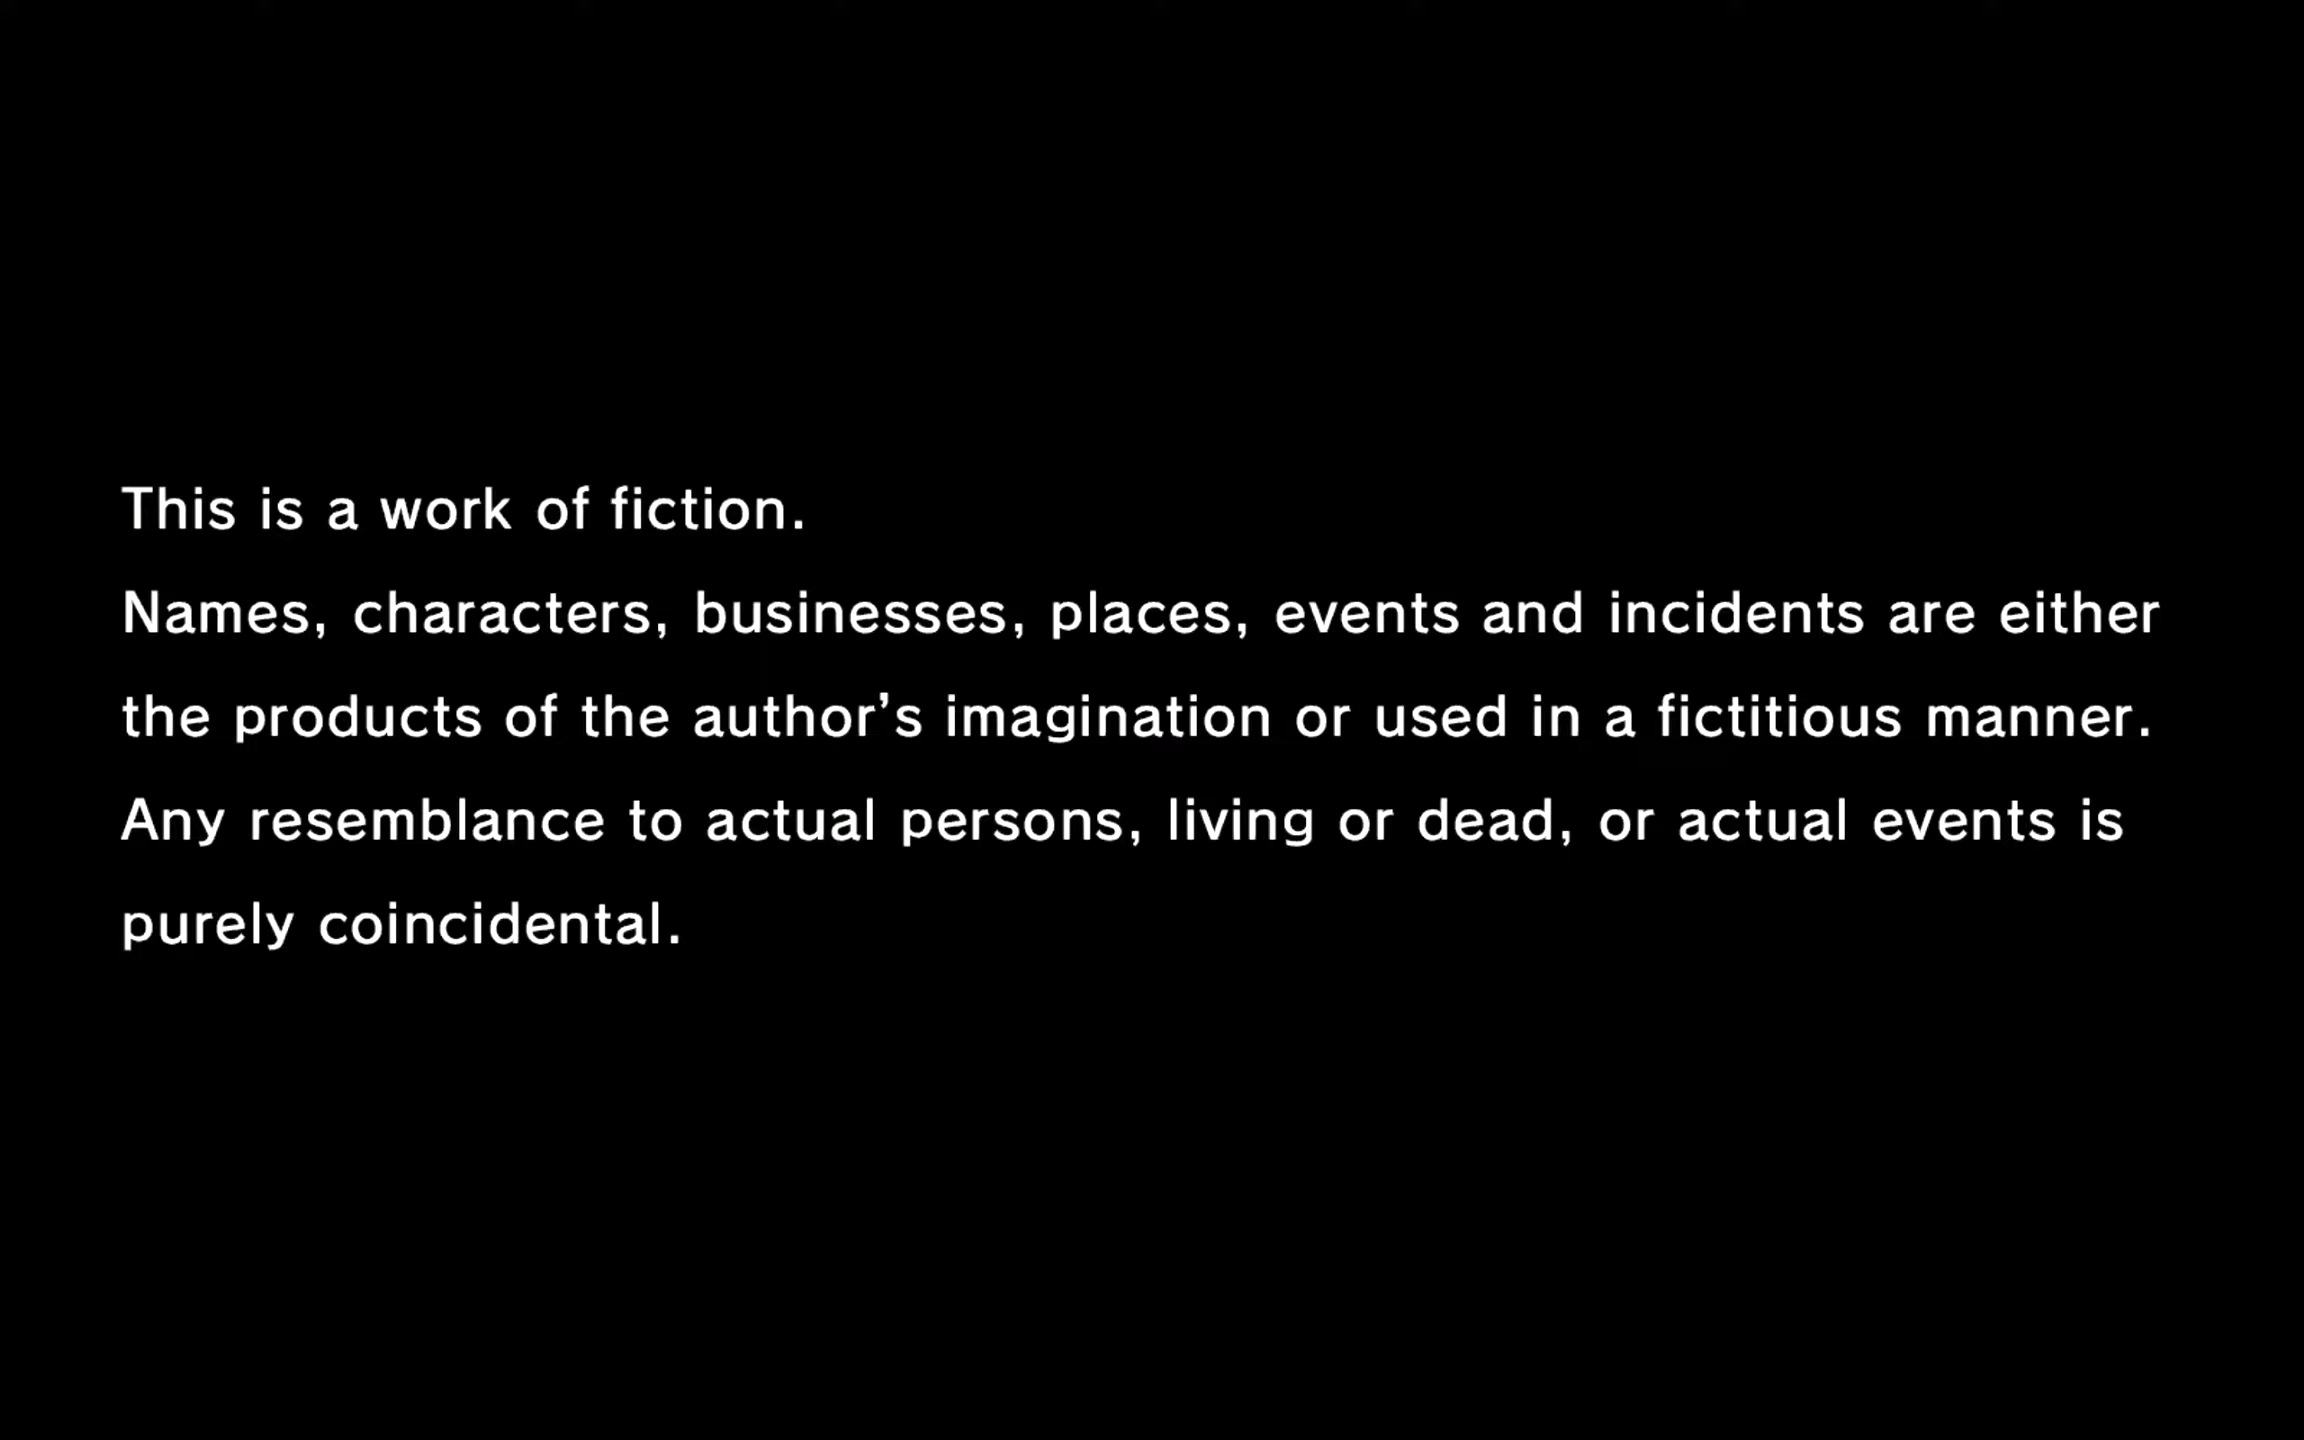 This is a work of fiction.
Names, characters, businesses, places, events and incidents are either
the products of the author’s imagination or used in a fictitious manner.
Any resemblance to actual persons, living or dead, or actual events is
purely coincidental.